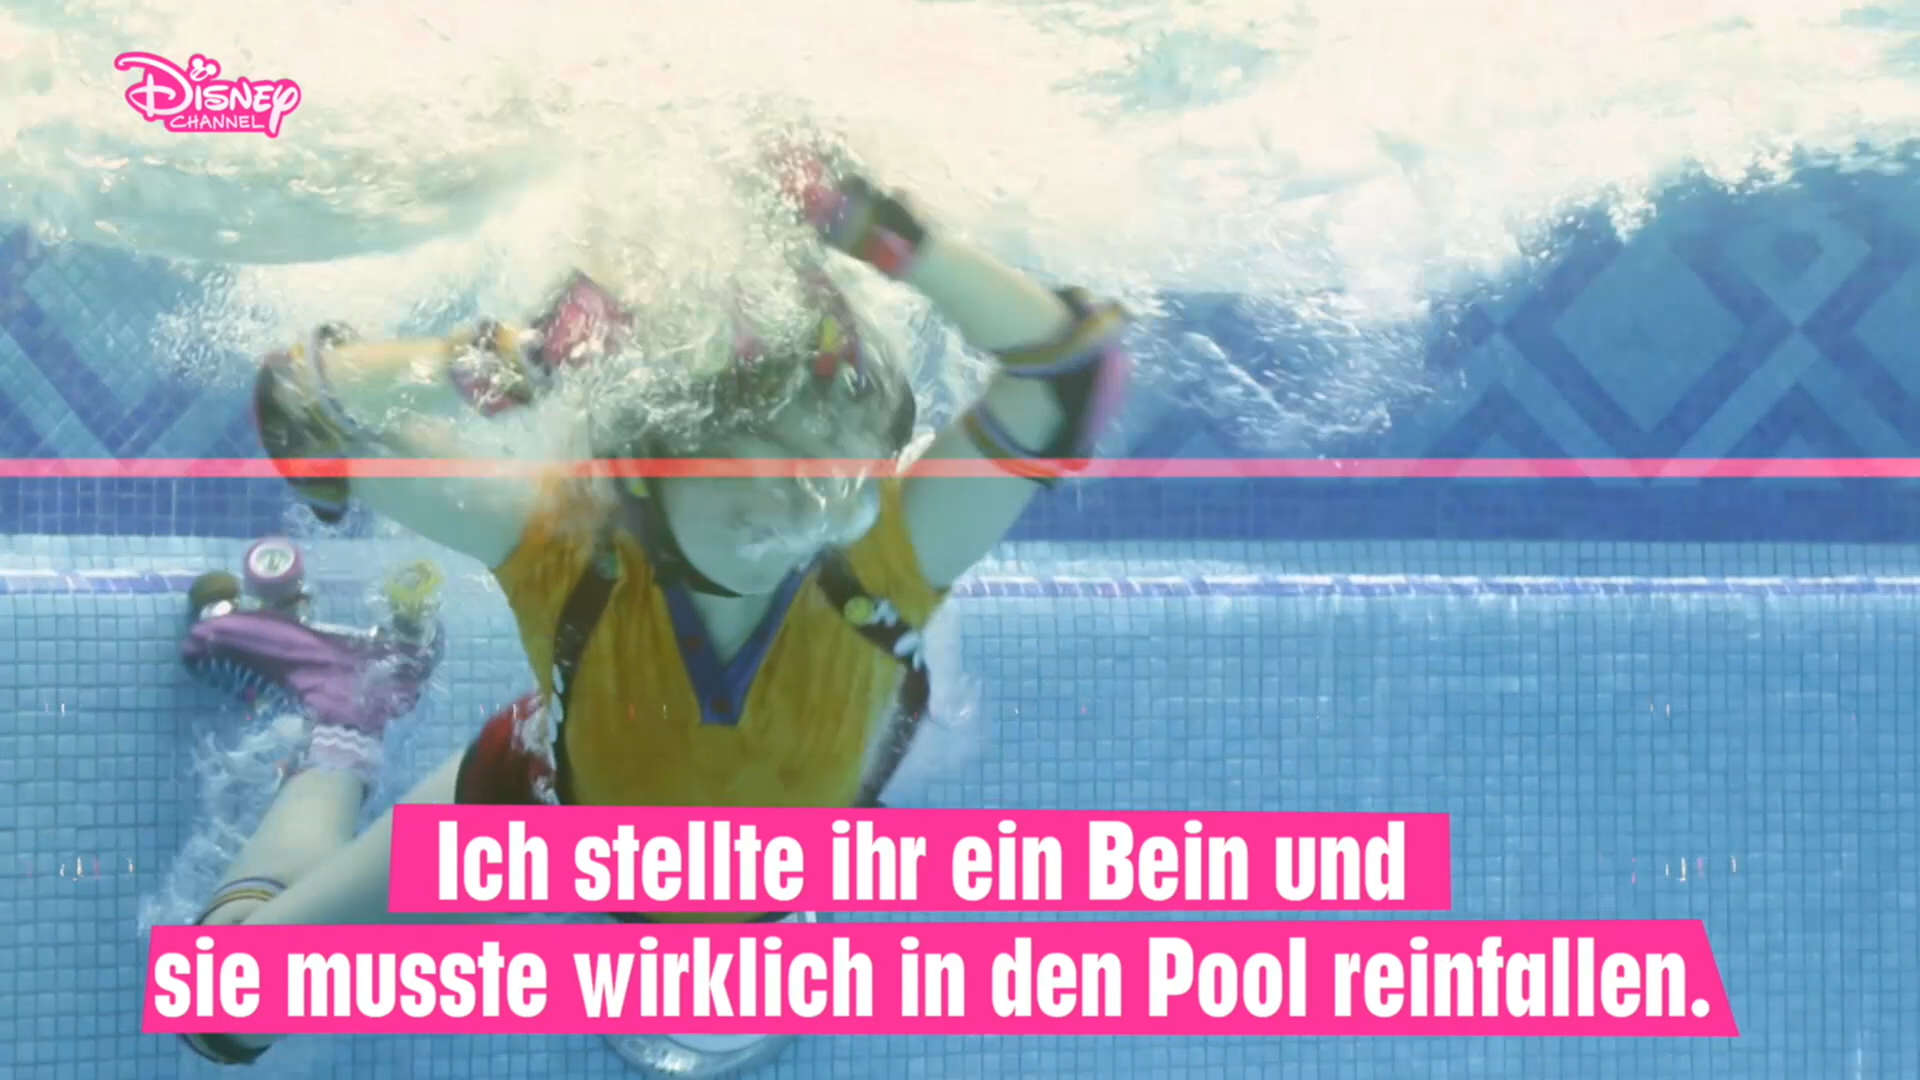 Disney
CHANNEL
Ich stellte ihr ein Bein und
sie musste wirklich in den Pool reinfallen.